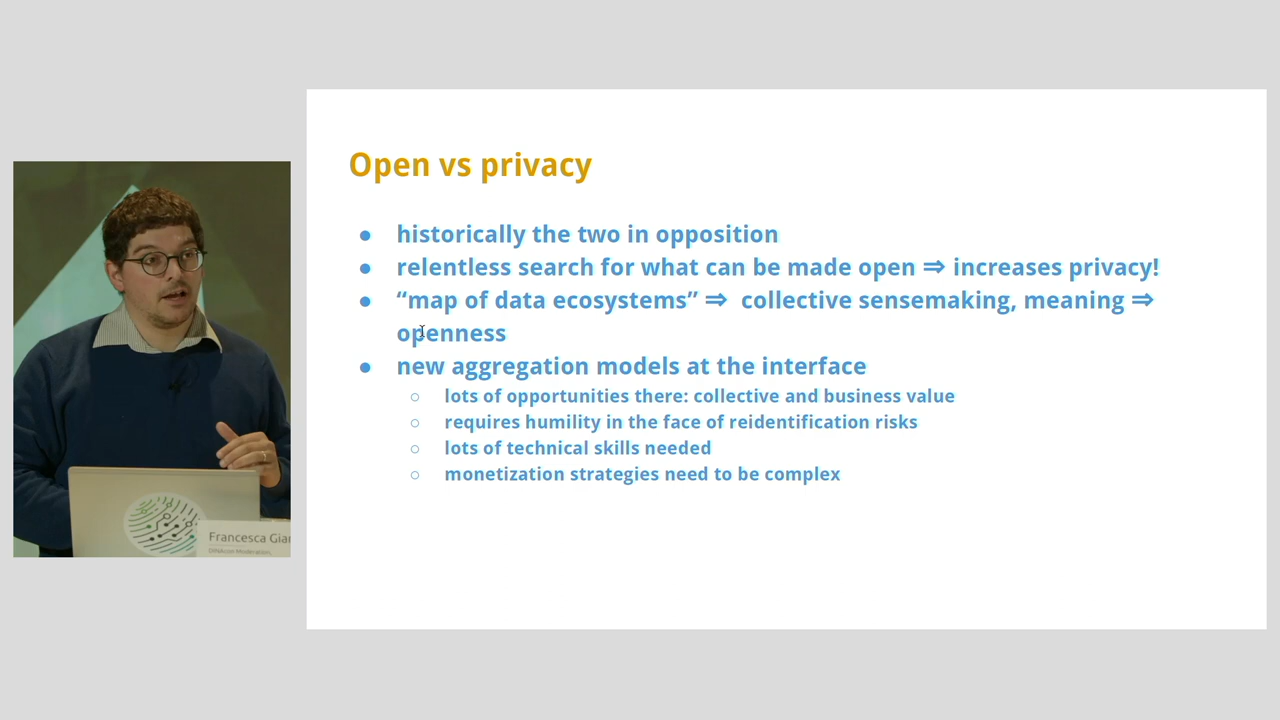 Open vs privacy
● historically the two in opposition
● relentless search for what can be made open ⇒ increases privacy!
● “map of data ecosystems” ⇒ collective sensemaking, meaning ⇒
openness
● new aggregation models at the interface
○ lots of opportunities there: collective and business value
○ requires humility in the face of reidentification risks
○ lots of technical skills needed
○ monetization strategies need to be complex
Francesca Gia
DNAcon Moderation,